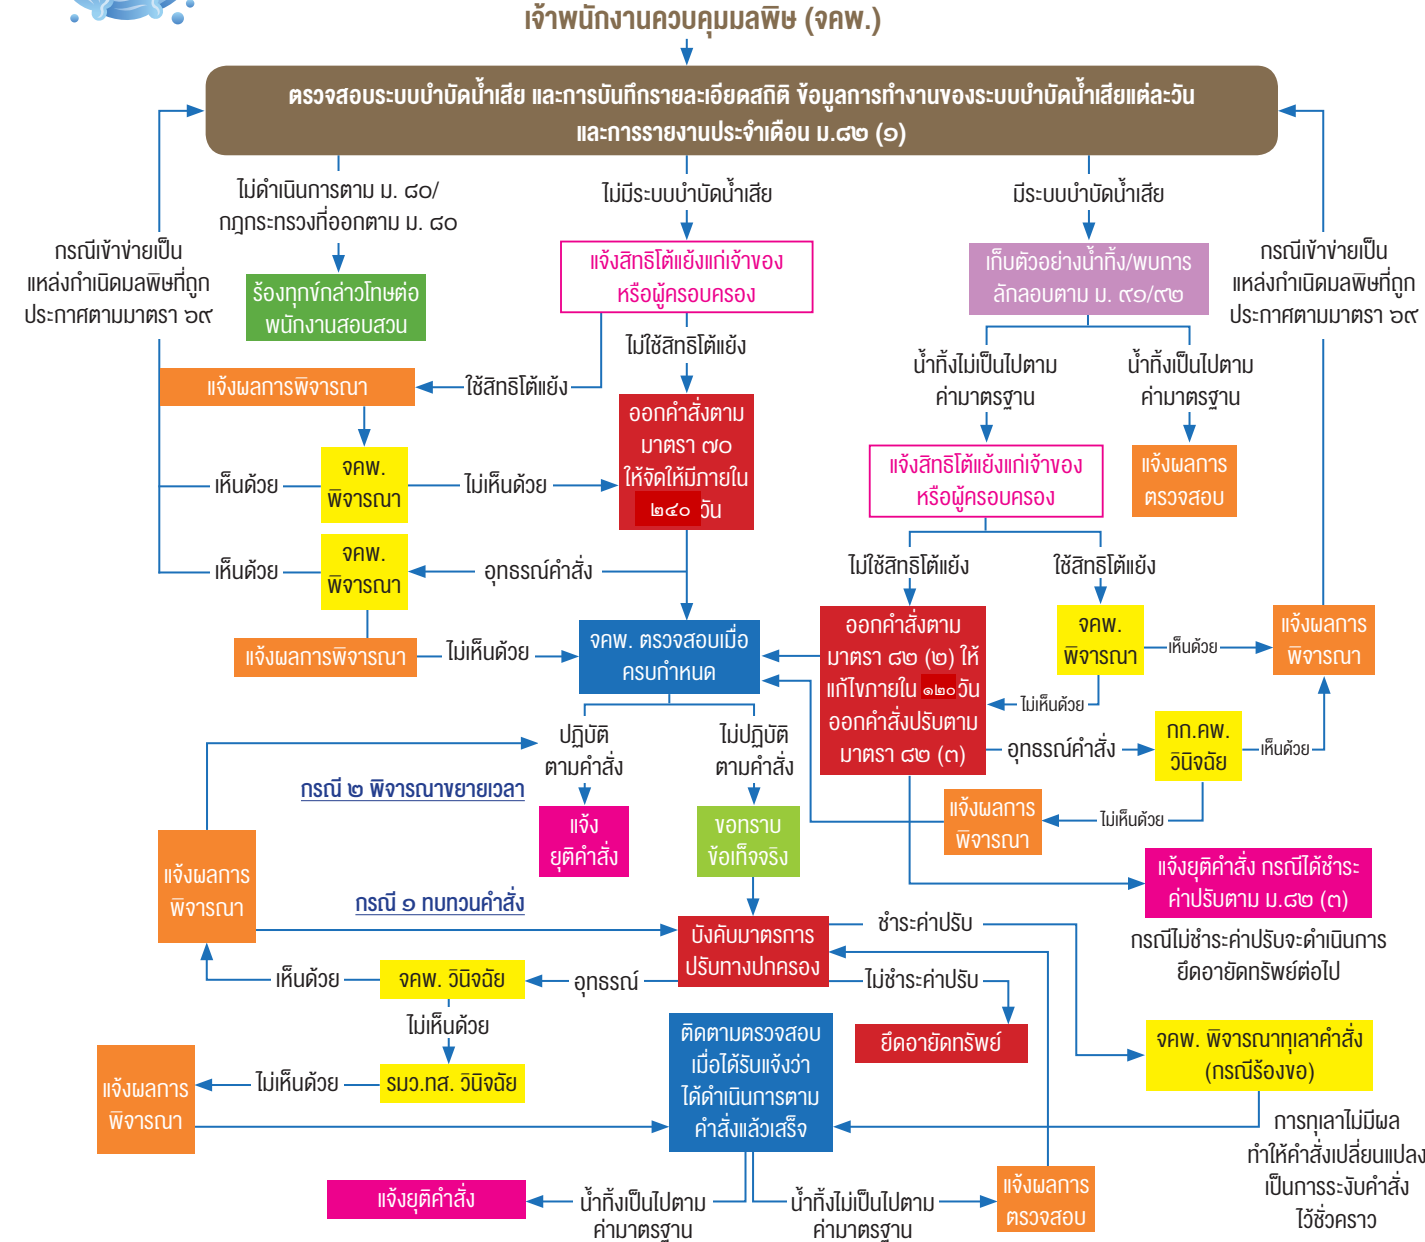 เจ้าพนักงานควบคุมมลพิษ (จคพ.)
ตรวจสอบระบบบำบัดน้ำเสีย และการบันทึกรายละเอียดสถิติ ข้อมูลการทำงานของระบบบำบัดน้ำเสียแต่ละวัน
และการรายงานประจำเดือน ม.๘๒ (๑)
ไม่ดำเนินการตาม ม. ๘๐/
กฎกระทรวงที่ออกตาม ม. ๘๐
ไม่มีระบบบำบัดน้ำเสีย
มีระบบบำบัดน้ำเสีย
กรณีเข้าข่ายเป็น
แหล่งกำเนิดมลพิษที่ถูก
ประกาศตามมาตรา ๖๙
ร้องทุกข์กล่าวโทษต่อ
พนักงานสอบสวน
แจ้งสิทธิโต้แย้งแก่เจ้าของ
หรือผู้ครอบครอง
เก็บตัวอย่างน้ำทิ้ง/พบการ
ลักลอบตาม ม. ๙๑/๙๒
กรณีเข้าข่ายเป็น
แหล่งกำเนิดมลพิษที่ถูก
ประกาศตามมาตรา ๖๙
ไม่ใช้สิทธิโต้แย้ง
น้ำทิ้งไม่เป็นไปตาม
ค่ามาตรฐาน
น้ำทิ้งเป็นไปตาม
ค่ามาตรฐาน
แจ้งผลการพิจารณา
ใช้สิทธิโต้แย้ง
ออกคำสั่งตาม
มาตรา ๗๐
ให้จัดให้มีภายใน
๒๔๐ วัน
เห็นด้วย
จคพ.
พิจารณา
ไม่เห็นด้วย
แจ้งสิทธิโต้แย้งแก่เจ้าของ
หรือผู้ครอบครอง
แจ้งผลการ
ตรวจสอบ
เห็นด้วย
จคพ.
พิจารณา
อุทธรณ์คำสั่ง
ไม่ใช้สิทธิโต้แย้ง
ใช้สิทธิโต้แย้ง
แจ้งผลการพิจารณา
ไม่เห็นด้วย
จคพ. ตรวจสอบเมื่อ
ครบกำหนด
ออกคำสั่งตาม
มาตรา ๘๒ (๒) ให้
แก้ไขภายใน ๑๒๐ วัน
ออกคำสั่งปรับตาม
มาตรา ๘๒ (๓)
จคพ.
พิจารณา
เห็นด้วย
แจ้งผลการ
พิจารณา
ไม่เห็นด้วย
อุทธรณ์คำสั่ง
กก.คพ.
วินิจฉัย
เห็นด้วย
ปฏิบัติ
ตามคำสั่ง
ไม่ปฏิบัติ
ตามคำสั่ง
กรณี ๒ พิจารณาขยายเวลา
แจ้ง
ยุติคำสั่ง
ขอทราบ
ข้อเท็จจริง
แจ้งผลการ
พิจารณา
ไม่เห็นด้วย
แจ้งผลการ
พิจารณา
กรณี ๑ ทบทวนคำสั่ง
แจ้งยุติคำสั่ง กรณีได้ชำระ
ค่าปรับตาม ม.๘๒ (๓)
กรณีไม่ชำระค่าปรับจะดำเนินการ
ยึดอายัดทรัพย์ต่อไป
บังคับมาตรการ
ปรับทางปกครอง
ชำระค่าปรับ
เห็นด้วย
จคพ. วินิจฉัย
อุทธรณ์
ไม่ชำระค่าปรับ
ไม่เห็นด้วย
ยึดอายัดทรัพย์
ติดตามตรวจสอบ
เมื่อได้รับแจ้งว่า
ได้ดำเนินการตาม
คำสั่งแล้วเสร็จ
จคพ. พิจารณาทุเลาคำสั่ง
(กรณีร้องขอ)
แจ้งผลการ
พิจารณา
ไม่เห็นด้วย
รมว.ทส. วินิจฉัย
การทุเลาไม่มีผล
ทำให้คำสั่งเปลี่ยนแปลง
เป็นการระงับคำสั่ง
ไว้ชั่วคราว
แจ้งยุติคำสั่ง
น้ำทิ้งเป็นไปตาม
ค่ามาตรฐาน
น้ำทิ้งไม่เป็นไปตาม
ค่ามาตรฐาน
แจ้งผลการ
ตรวจสอบ